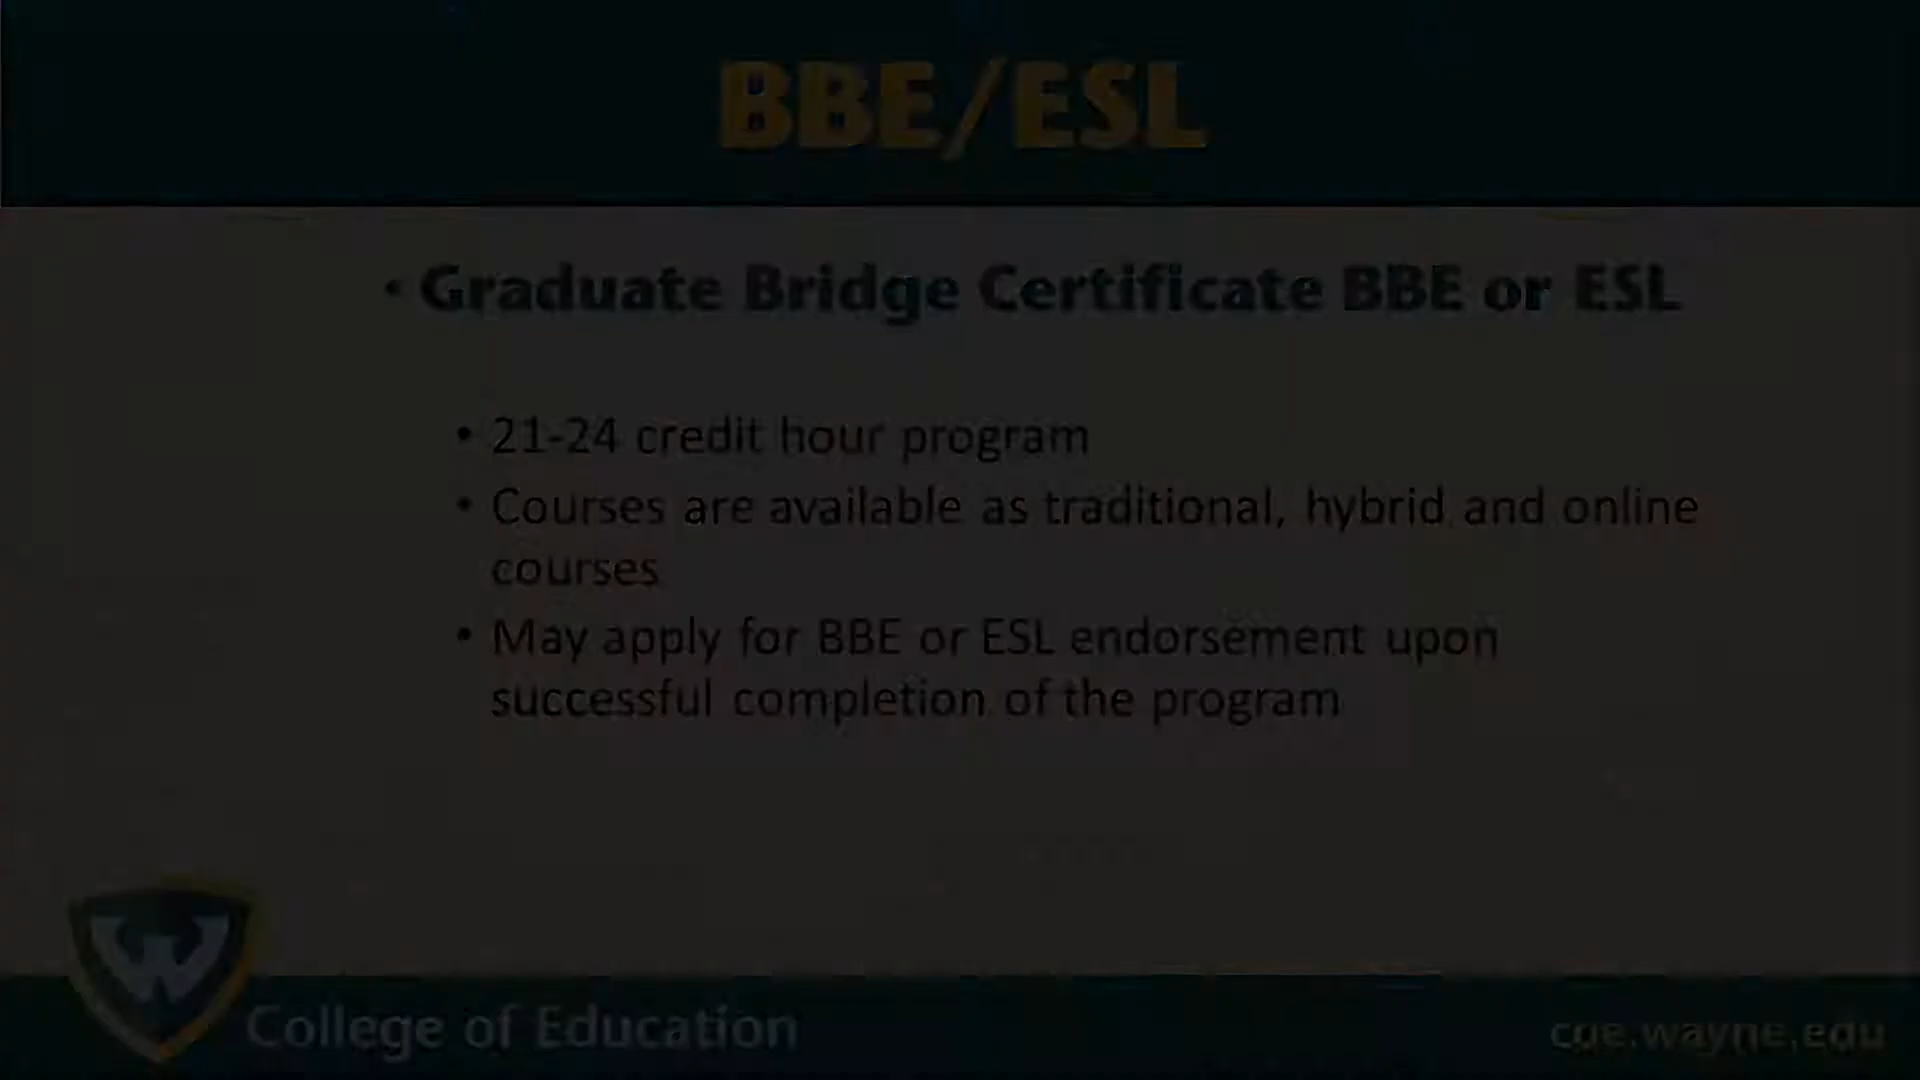 BBE/ESL
• Graduate Bridge Certificate BBE or ESL
• 21-24 credit hour program
• Courses are available as traditional, hybrid and online
courses
• May apply for BBE or ESL endorsement upon
successful completion of the program
W
College of Education
coe.wayne.edu